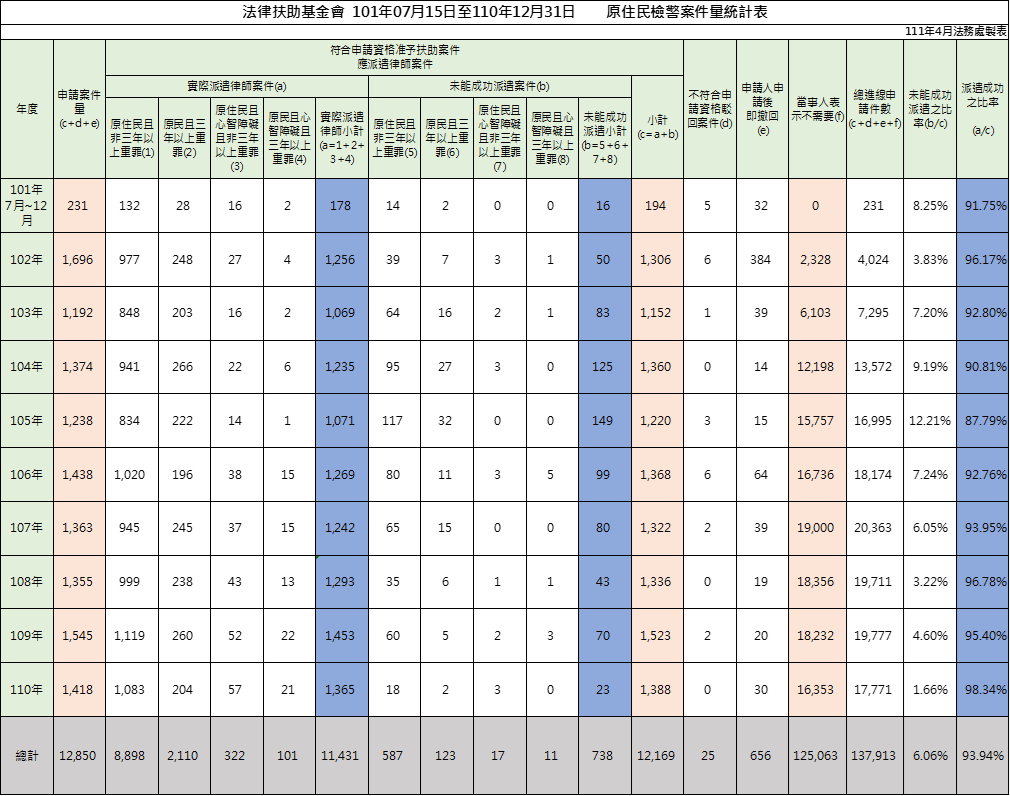 法律扶助基金會 101年07月15日至110年12月31日 原住民檢警案件量統計表
111年4月法務處製表
年度
申請案件
量
(c+d+e)
符合申請資格准予扶助案件
應派遣律師案件
實際派遣律師案件(a)
未能成功派遣案件(b)
原住民且
非三年以
上重罪(1)
原民且三
年以上重
罪(2)
原住民且
心智障礙
且非三年
以上重罪
(3)
原民且心
智障礙且
三年以上
重罪(4)
實際派遣
律師小計
(a=1+2+
3+4)
原住民且
非三年以
上重罪(5)
原民且三
年以上重
罪(6)
原住民且
心智障礙
且非三年
以上重罪
(7)
原民且心
智障礙且
三年以上
重罪(8)
未能成功
派遣小計
(b=5+6+
7+8)
小計
(c=a+b)
不符合申
請資格駁
回案件(d)
申請人申
請後
即撤回
(e)
當事人表
示不需要(f)
總進線申
請件數
(c+d+e+f)
未能成功
派遣之比
率(b/c)
派遣成功
之比率
(a/c)
101年
7月~12
月 231 132 28 16 2 178 14 2 0 0 16 194 5 32 0 231 8.25% 91.75%
102年 1,696 977 248 27 4 1,256 39 7 3 1 50 1,306 6 384 2,328 4,024 3.83% 96.17%
103年 1,192 848 203 16 2 1,069 64 16 2 1 83 1,152 1 39 6,103 7,295 7.20% 92.80%
104年 1,374 941 266 22 6 1,235 95 27 3 0 125 1,360 0 14 12,198 13,572 9.19% 90.81%
105年 1,238 834 222 14 1 1,071 117 32 0 0 149 1,220 3 15 15,757 16,995 12.21% 87.79%
106年 1,438 1,020 196 38 15 1,269 80 11 3 5 99 1,368 6 64 16,736 18,174 7.24% 92.76%
107年 1,363 945 245 37 15 1,242 65 15 0 0 80 1,322 2 39 19,000 20,363 6.05% 93.95%
108年 1,355 999 238 43 13 1,293 35 6 1 1 43 1,336 0 19 18,356 19,711 3.22% 96.78%
109年 1,545 1,119 260 52 22 1,453 60 5 2 3 70 1,523 2 20 18,232 19,777 4.60% 95.40%
110年 1,418 1,083 204 57 21 1,365 18 2 3 0 23 1,388 0 30 16,353 17,771 1.66% 98.34%
總計 12,850 8,898 2,110 322 101 11,431 587 123 17 11 738 12,169 25 656 125,063 137,913 6.06% 93.94%